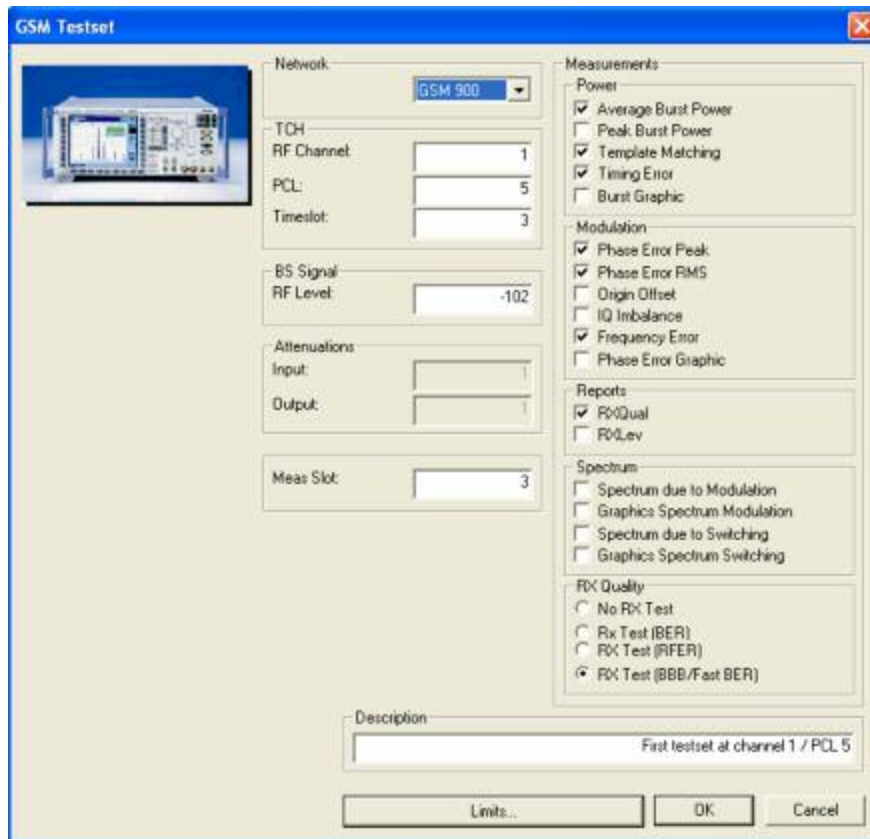 GSM Testset
Network
GSM 900
TCH
RF Channel: 1
PCL: 5
Timeslot: 3
BS Signal
RF Level: -102
Attenuations
Input: 1
Output: 1
Meas Slot: 3
Measurements
Power
Average Burst Power
Peak Burst Power
Template Matching
Timing Error
Burst Graphic
Modulation
Phase Error Peak
Phase Error RMS
Origin Offset
IQ Imbalance
Frequency Error
Phase Error Graphic
Reports
RXQual
RXLev
Spectrum
Spectrum due to Modulation
Graphics Spectrum Modulation
Spectrum due to Switching
Graphics Spectrum Switching
RX Quality
No RX Test
Rx Test (BER)
RX Test (RFER)
RX Test (BBB/Fast BER)
Description
First testset at channel 1 / PCL 5
Limits...
OK
Cancel